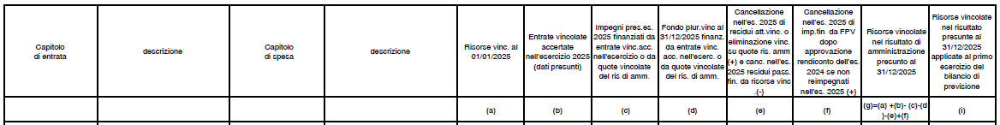 Capitolo
di entrata
descrizione
Capitolo
di spesa
descrizione
Risorse vinc. al
01/01/2025
Entrate vincolate
accertate
nell'esercizio 2025
(dati presunti)
Impegni pres.es.
2025 finanziati da
entrate vinc.acc.
nell'esercizio o da
quote vincolate
del ris di amm.
Fondo plur.vinc al
31/12/2025 finanz.
da entrate vinc.
acc. nell'eserc. o
da quote vincolate
del ris. di amm.
Cancellazione
nell'es. 2025 di
residui att.vinc. o
eliminazione vinc.
su quote ris. amm
(+) e canc. nell'es.
2025 residui pass.
fin. da risorse vinc
.(-)
Cancellazione
nell'es. 2025 di
imp.fin da FPV
dopo
approvazione
rendiconto dell'es.
2024 se non
reimpegnati
nell'es. 2025 (+)
Risorse vincolate
nel risultato di
amministrazione
presunto al
31/12/2025
Risorse vincolate
nel risultato
presunte al
31/12/2025
applicate al primo
esercizio del
bilancio di
previsione
(a)
(b)
(c)
(d)
(e)
(f)
(g)=(a) +(b)- (c)-(d
)-(e)+(f)
(i)